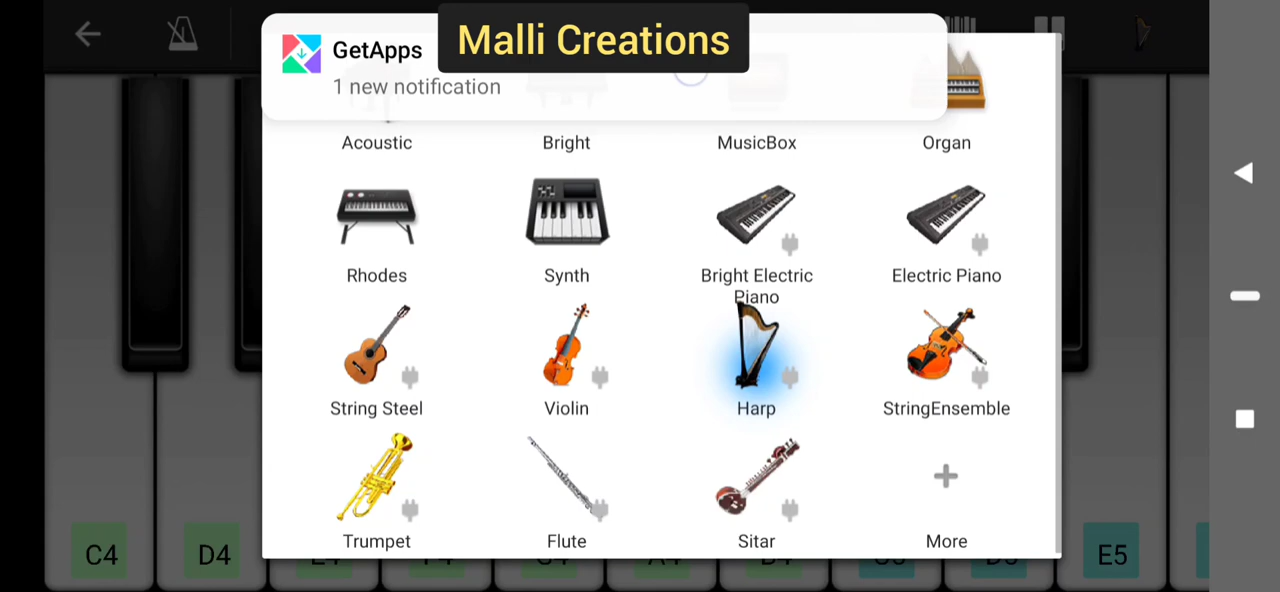 Malli Creations
GetApps
1 new notification
Acoustic
Bright
MusicBox
Organ
Rhodes
Synth
Bright Electric
Piano
Electric Piano
String Steel
Violin
Harp
StringEnsemble
Trumpet
Flute
Sitar
More
C4
D4
E5